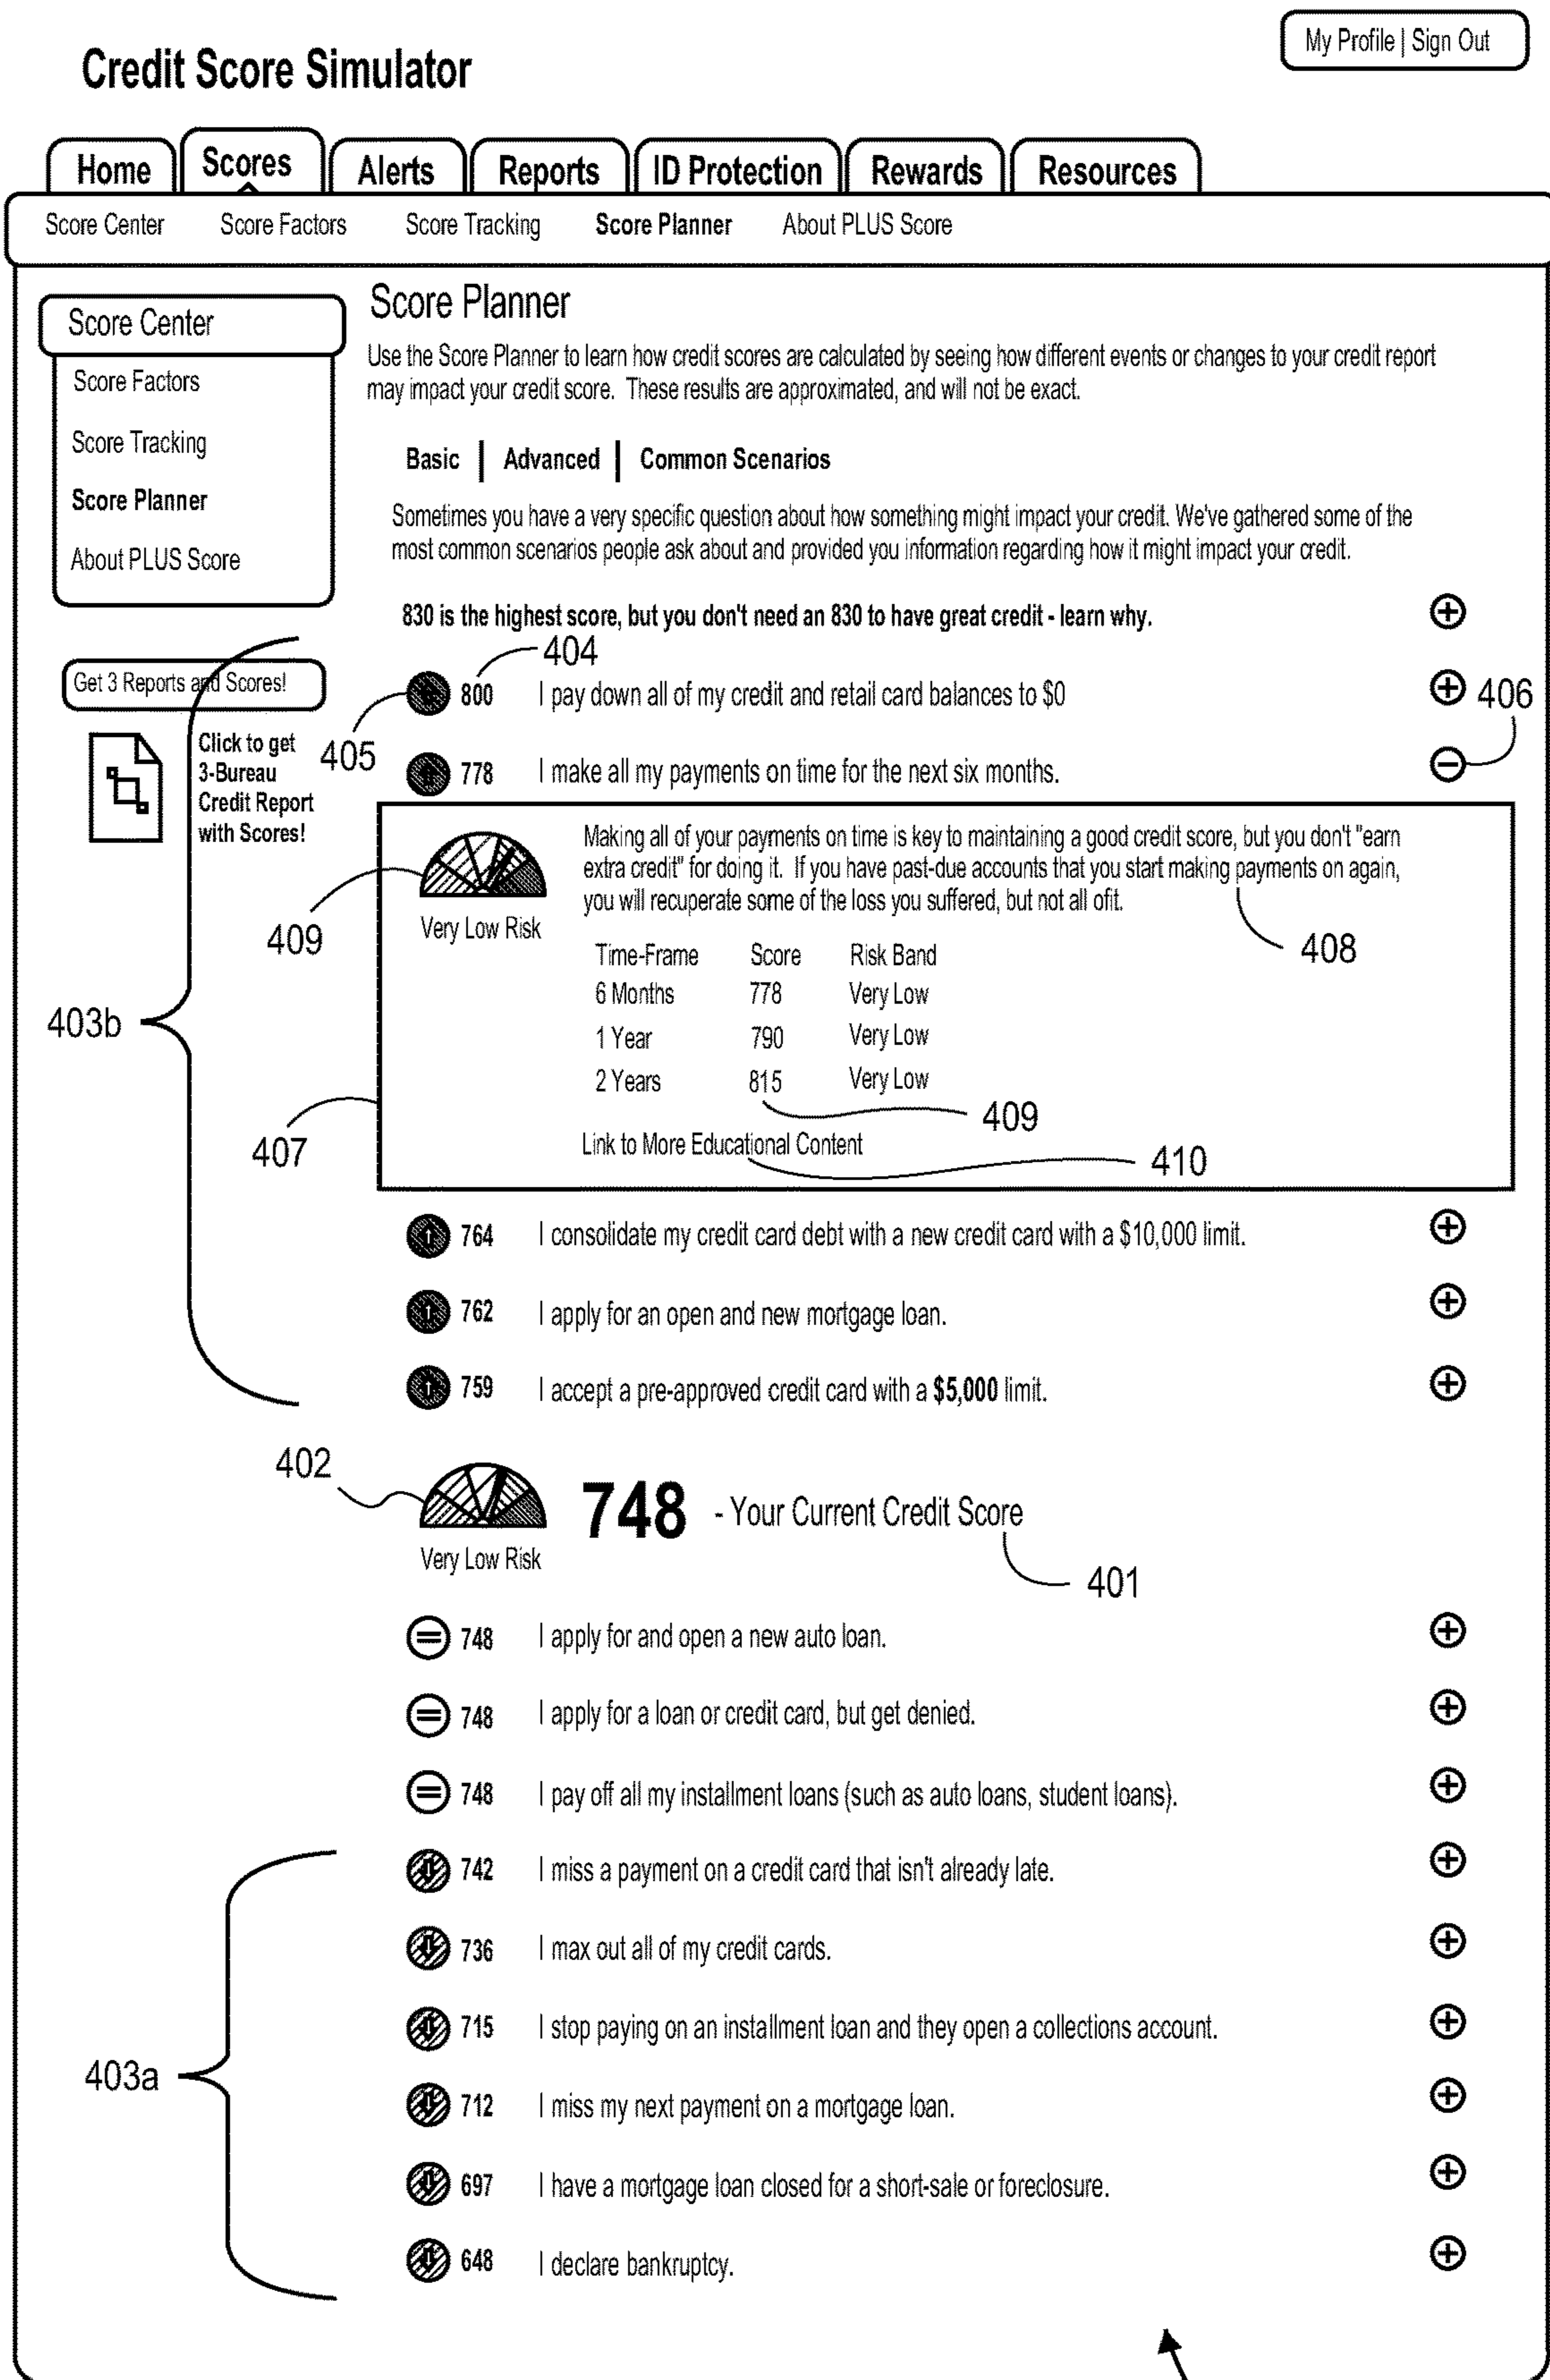 My Profile | Sign Out
Credit Score Simulator
Home
Scores
Alerts
Reports
ID Protection
Rewards
Resources
Score Center
Score Factors
Score Tracking
Score Planner
About PLUS Score
Score Center
Score Factors
Score Tracking
Score Planner
About PLUS Score
Get 3 Reports and Scores!
Click to get
3-Bureau
Credit Report
with Scores!
Score Planner
Use the Score Planner to learn how credit scores are calculated by seeing how different events or changes to your credit report
may impact your credit score. These results are approximated, and will not be exact.
Basic | Advanced | Common Scenarios
Sometimes you have a very specific question about how something might impact your credit. We've gathered some of the
most common scenarios people ask about and provided you information regarding how it might impact your credit.
830 is the highest score, but you don't need an 830 to have great credit - learn why.
404
800 I pay down all of my credit and retail card balances to $0
406
405
778 I make all my payments on time for the next six months.
Making all of your payments on time is key to maintaining a good credit score, but you don't "earn
extra credit" for doing it. If you have past-due accounts that you start making payments on again,
you will recuperate some of the loss you suffered, but not all ofit.
Very Low Risk
409
408
Time-Frame Score Risk Band
6 Months 778 Very Low
1 Year 790 Very Low
2 Years 815 Very Low
403b
409
407
Link to More Educational Content
410
764 I consolidate my credit card debt with a new credit card with a $10,000 limit.
762 I apply for an open and new mortgage loan.
759 I accept a pre-approved credit card with a $5,000 limit.
402
748 - Your Current Credit Score
Very Low Risk
401
748 I apply for and open a new auto loan.
748 I apply for a loan or credit card, but get denied.
748 I pay off all my installment loans (such as auto loans, student loans).
742 I miss a payment on a credit card that isn't already late.
736 I max out all of my credit cards.
715 I stop paying on an installment loan and they open a collections account.
403a
712 I miss my next payment on a mortgage loan.
697 I have a mortgage loan closed for a short-sale or foreclosure.
648 I declare bankruptcy.